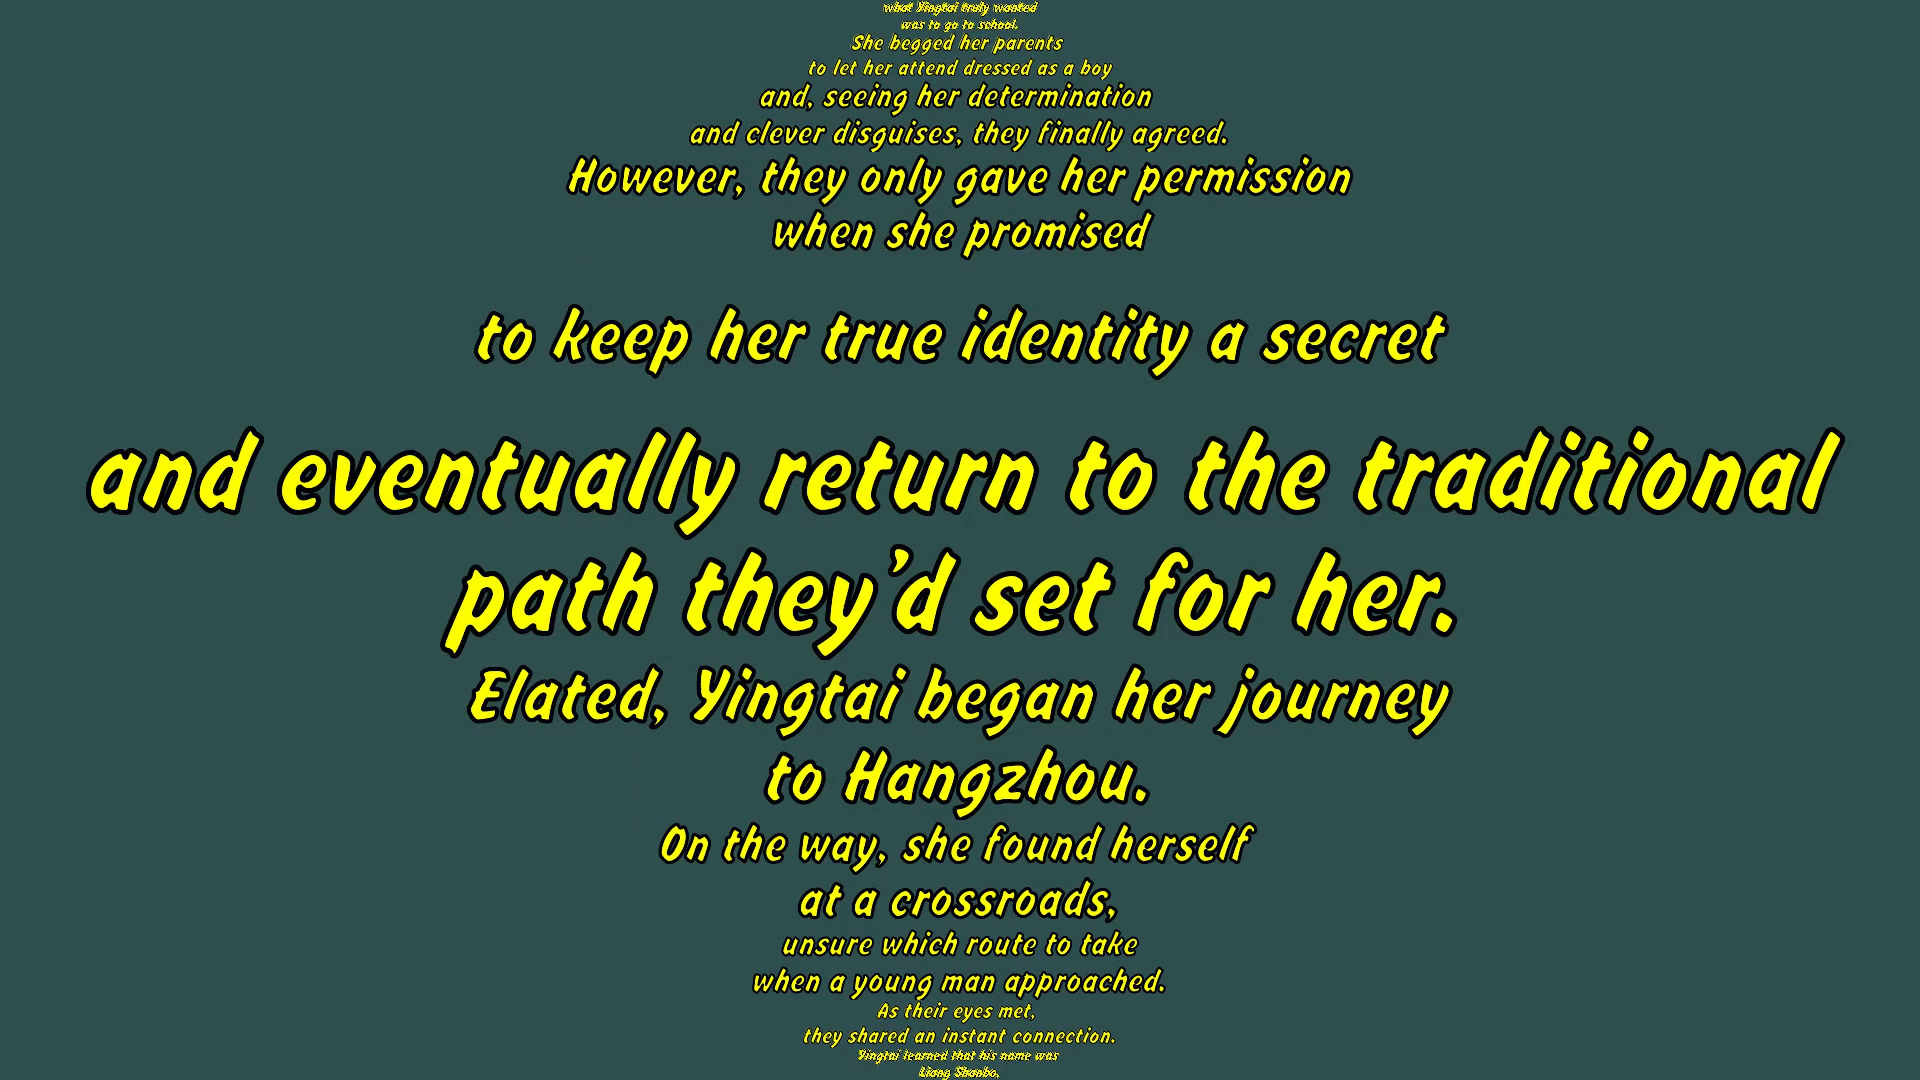 what Yingtai truly wanted
was to go to school.
She begged her parents
to let her attend dressed as a boy
and, seeing her determination
and clever disguises, they finally agreed.
However, they only gave her permission
when she promised
to keep her true identity a secret
and eventually return to the traditional
path they’d set for her.
Elated, Yingtai began her journey
to Hangzhou.
On the way, she found herself
at a crossroads,
unsure which route to take
when a young man approached.
As their eyes met,
they shared an instant connection.
Yingtai learned that his name was
Liang Shanbo,